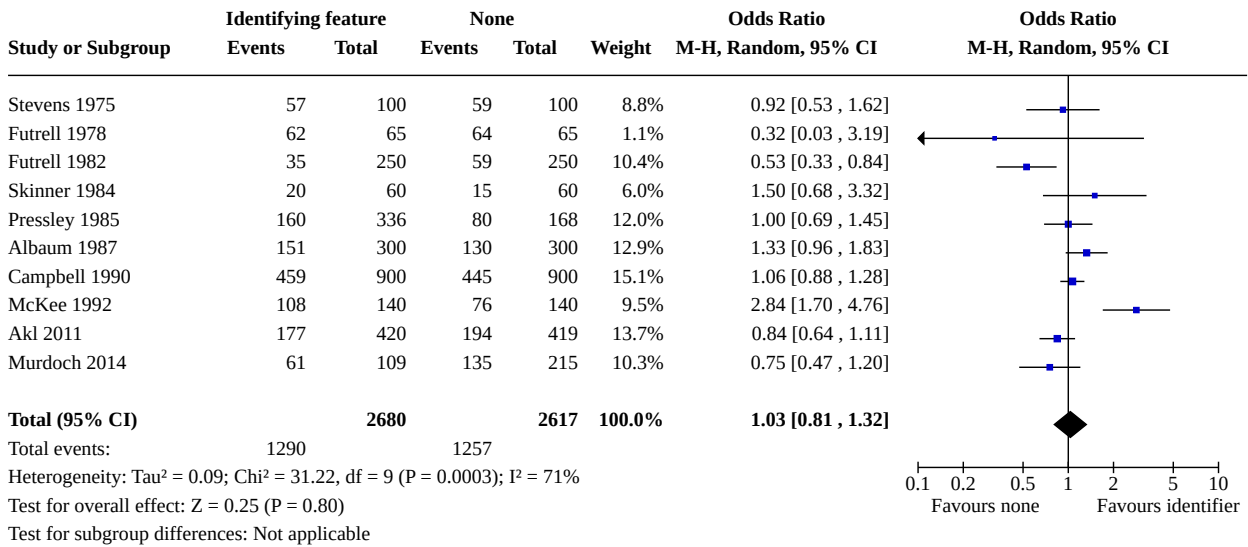 Identifying feature None Odds Ratio Odds Ratio
Study or Subgroup Events Total Events Total Weight M-H, Random, 95% CI M-H, Random, 95% CI
Stevens 1975 57 100 59 100 8.8% 0.92 [0.53 , 1.62]
Futrell 1978 62 65 64 65 1.1% 0.32 [0.03 , 3.19]
Futrell 1982 35 250 59 250 10.4% 0.53 [0.33 , 0.84]
Skinner 1984 20 60 15 60 6.0% 1.50 [0.68 , 3.32]
Pressley 1985 160 336 80 168 12.0% 1.00 [0.69 , 1.45]
Albaum 1987 151 300 130 300 12.9% 1.33 [0.96 , 1.83]
Campbell 1990 459 900 445 900 15.1% 1.06 [0.88 , 1.28]
McKee 1992 108 140 76 140 9.5% 2.84 [1.70 , 4.76]
Akl 2011 177 420 194 419 13.7% 0.84 [0.64 , 1.11]
Murdoch 2014 61 109 135 215 10.3% 0.75 [0.47 , 1.20]
Total (95% CI) 2680 2617 100.0% 1.03 [0.81 , 1.32]
Total events: 1290 1257
Heterogeneity: Tau² = 0.09; Chi² = 31.22, df = 9 (P = 0.0003); I² = 71%
0.1 0.2 0.5 1 2 5 10
Test for overall effect: Z = 0.25 (P = 0.80)
Favours none Favours identifier
Test for subgroup differences: Not applicable